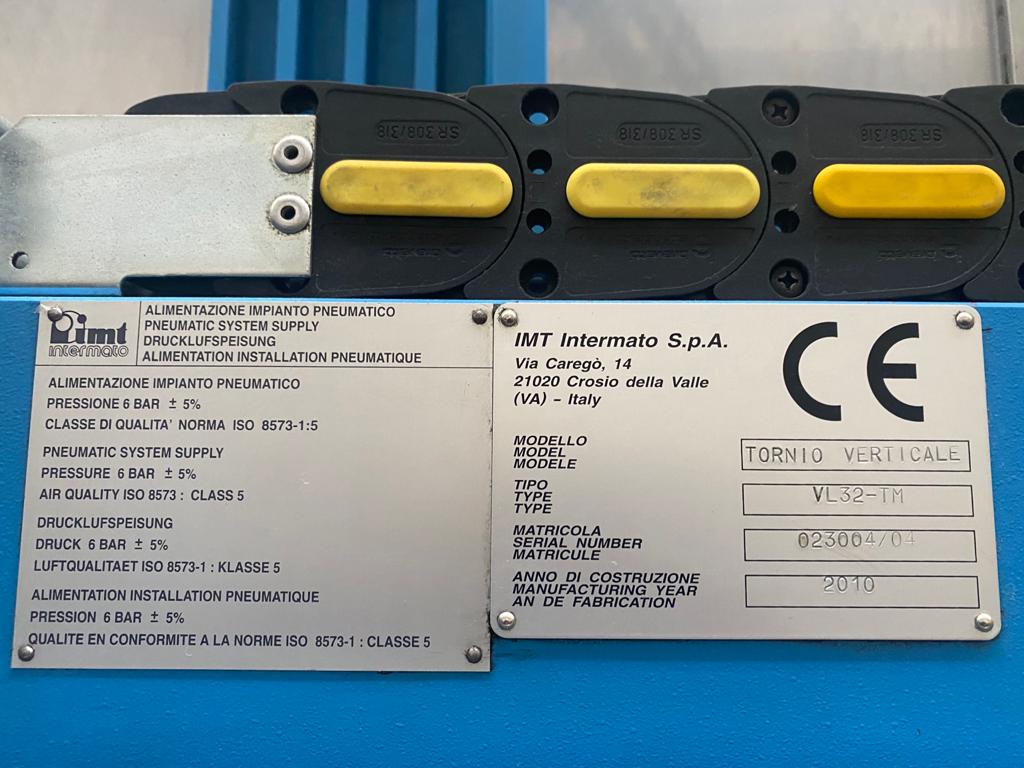 SR 308/318
SR 308/318
SR 308/318
imt
intermato
ALIMENTAZIONE IMPIANTO PNEUMATICO
PNEUMATIC SYSTEM SUPPLY
DRUCKLUFSPEISUNG
ALIMENTATION INSTALLATION PNEUMATIQUE
ALIMENTAZIONE IMPIANTO PNEUMATICO
PRESSIONE 6 BAR ± 5%
CLASSE DI QUALITA' NORMA ISO 8573-1:5
PNEUMATIC SYSTEM SUPPLY
PRESSURE 6 BAR ± 5%
AIR QUALITY ISO 8573 : CLASS 5
DRUCKLUFSPEISUNG
DRUCK 6 BAR ± 5%
LUFTQUALITAET ISO 8573-1 : KLASSE 5
ALIMENTATION INSTALLATION PNEUMATIQUE
PRESSION 6 BAR ± 5%
QUALITE EN CONFORMITE A LA NORME ISO 8573-1 : CLASSE 5
IMT Intermato S.p.A.
Via Caregò, 14
21020 Crosio della Valle
(VA) - Italy
CE
MODELLO
MODEL
MODELE
TORNIO VERTICALE
TIPO
TYPE
TYPE
VL32-TM
MATRICOLA
SERIAL NUMBER
MATRICULE
023004/04
ANNO DI COSTRUZIONE
MANUFACTURING YEAR
AN DE FABRICATION
2010